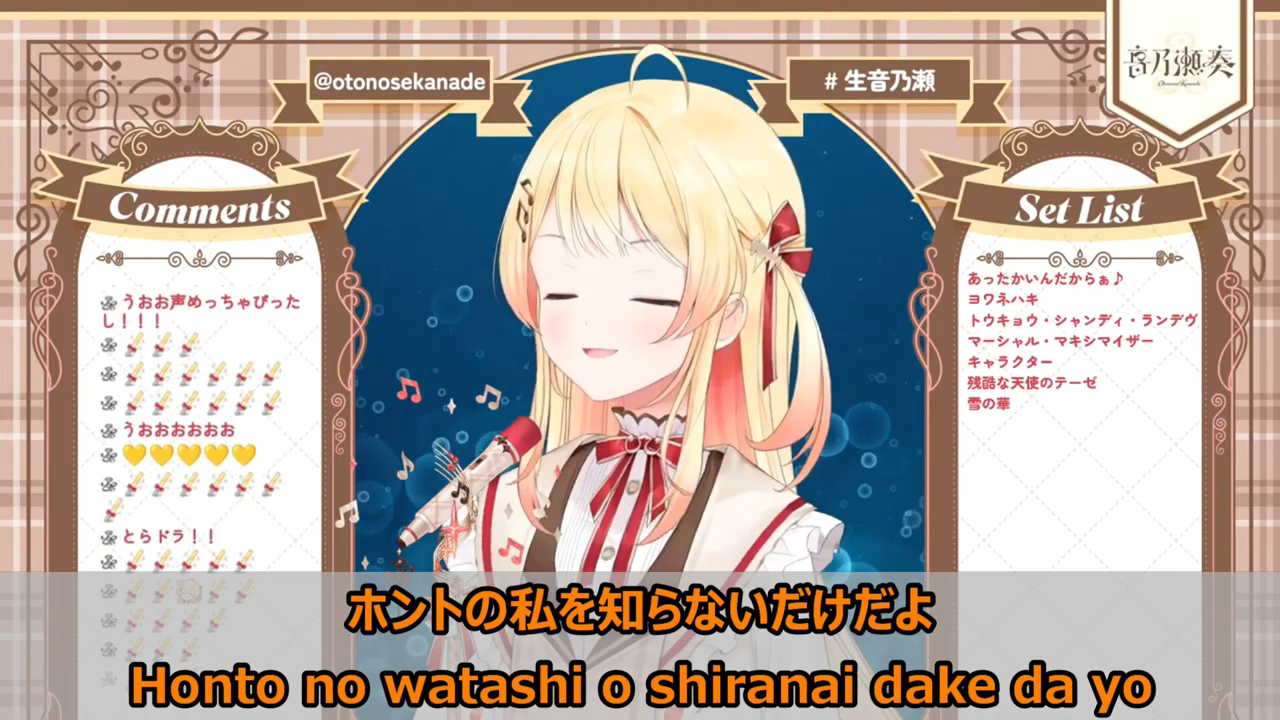 @otonosekanade
# 生音乃瀬
音乃瀬奏
Otonose Kanade
Comments
うおお声めっちゃぴった
し！！！
うおおおおおお
とらドラ！！
Set List
あったかいんだからぁ♪
ヨワネハキ
トウキョウ・シャンディ・ランデヴ
マーシャル・マキシマイザー
キャラクター
残酷な天使のテーゼ
雪の華
ホントの私を知らないだけだよ
Honto no watashi o shiranai dake da yo